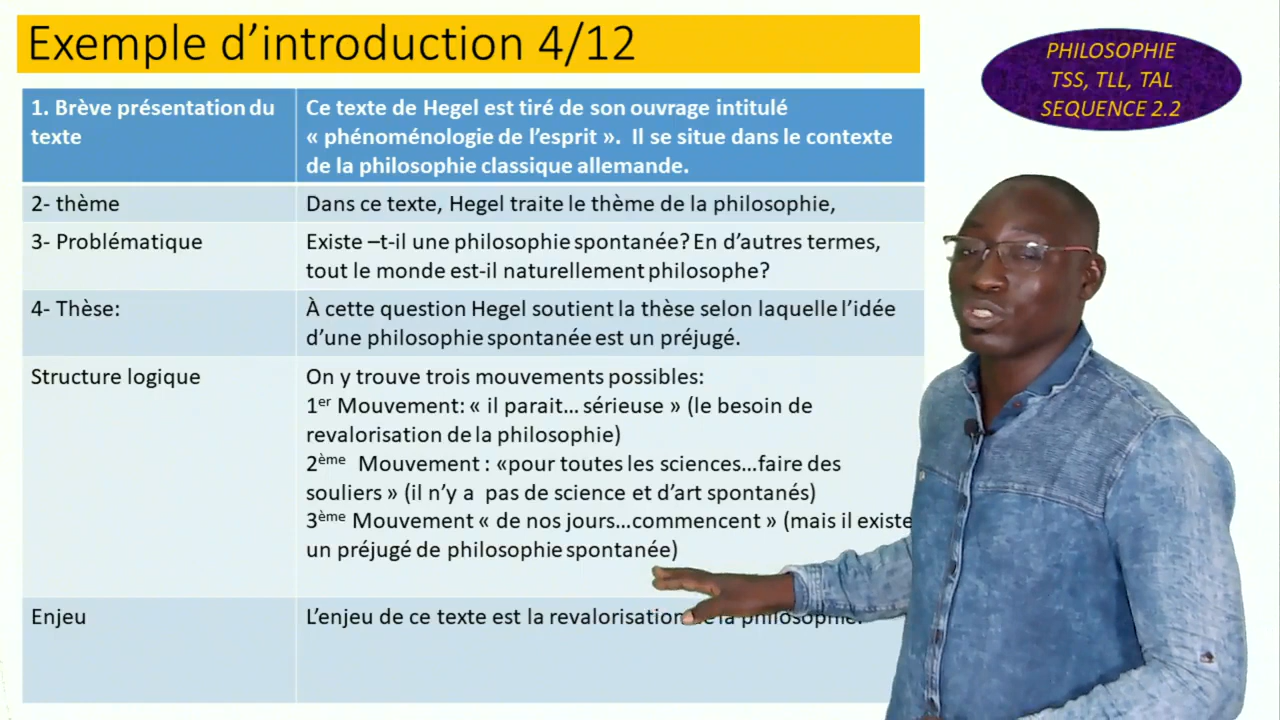 Exemple d'introduction 4/12
PHILOSOPHIE
TSS, TLL, TAL
SEQUENCE 2.2
1. Brève présentation du
texte
Ce texte de Hegel est tiré de son ouvrage intitulé
« phénoménologie de l'esprit ». Il se situe dans le contexte
de la philosophie classique allemande.
2- thème
Dans ce texte, Hegel traite le thème de la philosophie,
3- Problématique
Existe –t-il une philosophie spontanée? En d'autres termes,
tout le monde est-il naturellement philosophe?
4- Thèse:
À cette question Hegel soutient la thèse selon laquelle l'idée
d'une philosophie spontanée est un préjugé.
Structure logique
On y trouve trois mouvements possibles:
1er Mouvement: « il parait... sérieuse » (le besoin de
revalorisation de la philosophie)
2ème Mouvement : «pour toutes les sciences...faire des
souliers » (il n'y a pas de science et d'art spontanés)
3ème Mouvement « de nos jours...commencent » (mais il existe
un préjugé de philosophie spontanée)
Enjeu
L'enjeu de ce texte est la revalorisation de la philosophie.